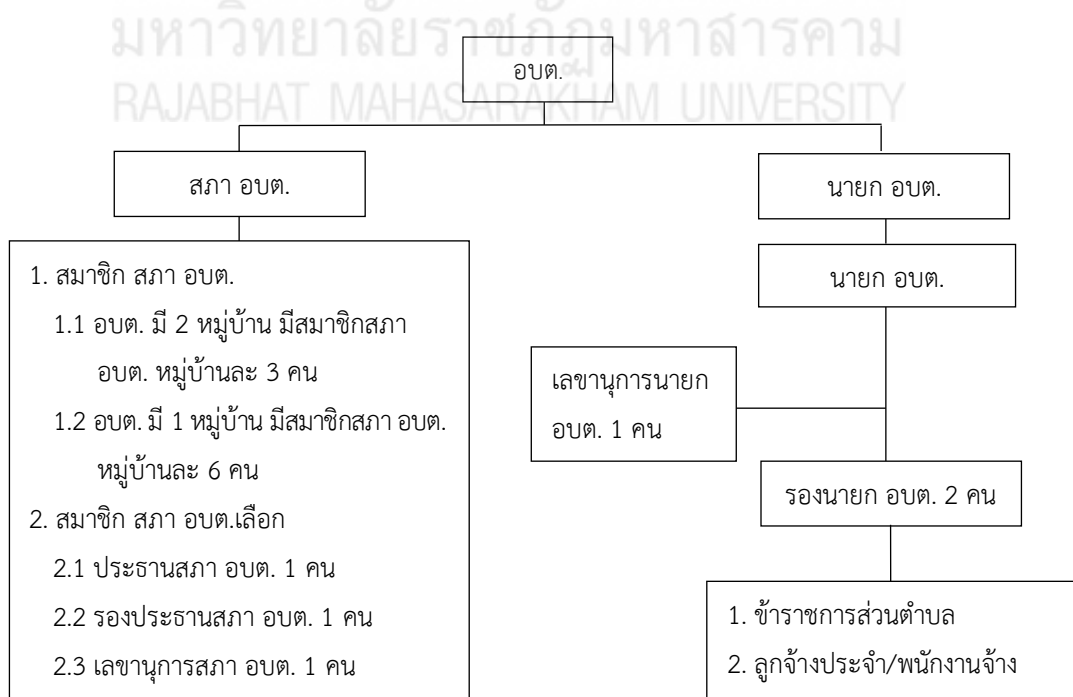 มหาวิทยาลัยราชภัฏมหาสารคาม
RAJABHAT MAHASARAKHAM UNIVERSITY
อบต.
สภา อบต.
นายก อบต.
นายก อบต.
1. สมาชิก สภา อบต.
1.1 อบต. มี 2 หมู่บ้าน มีสมาชิกสภา
อบต. หมู่บ้านละ 3 คน
1.2 อบต. มี 1 หมู่บ้าน มีสมาชิกสภา อบต.
หมู่บ้านละ 6 คน
2. สมาชิก สภา อบต.เลือก
2.1 ประธานสภา อบต. 1 คน
2.2 รองประธานสภา อบต. 1 คน
2.3 เลขานุการสภา อบต. 1 คน
เลขานุการนายก
อบต. 1 คน
รองนายก อบต. 2 คน
1. ข้าราชการส่วนตำบล
2. ลูกจ้างประจำ/พนักงานจ้าง